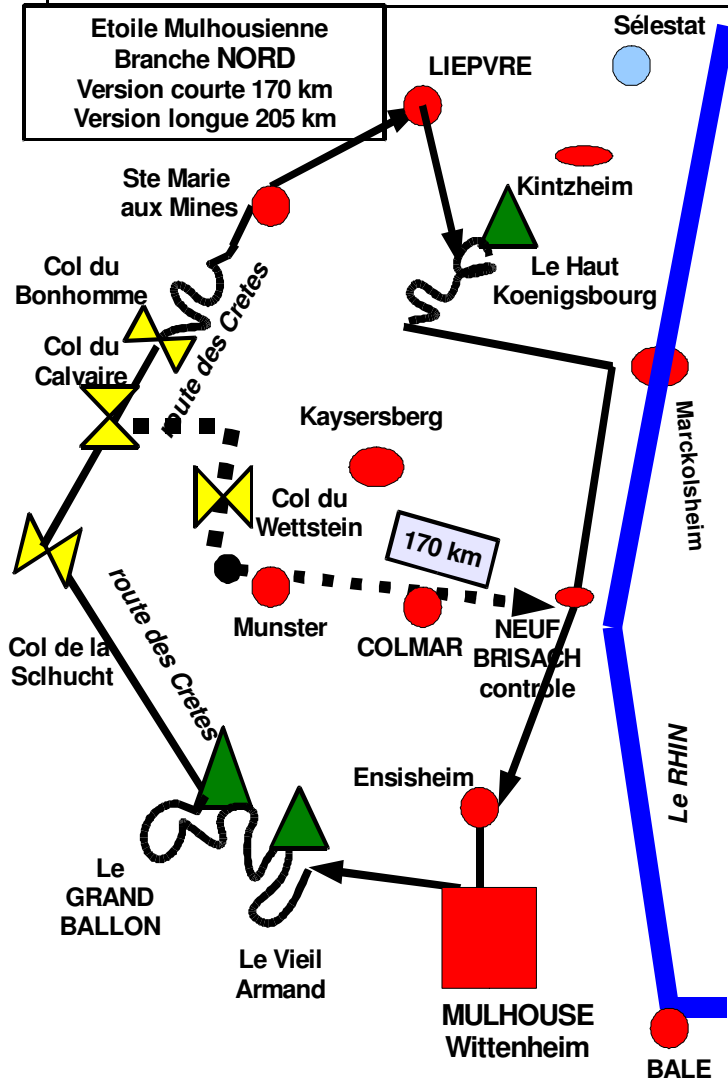 Etoile Mulhousienne
Branche NORD
Version courte 170 km
Version longue 205 km
Sélestat
LIEPVRE
Kintzheim
Ste Marie
aux Mines
Le Haut
Koenigsbourg
Col du
Bonhomme
route des Cretes
Col du
Calvaire
Marckolsheim
Kaysersberg
Col du
Wettstein
170 km
Munster
COLMAR
NEUF
BRISACH
contrôle
Col de la
Sclhucht
route des Cretes
Le RHIN
Ensisheim
Le
GRAND
BALLON
Le Vieil
Armand
MULHOUSE
Wittenheim
BALE